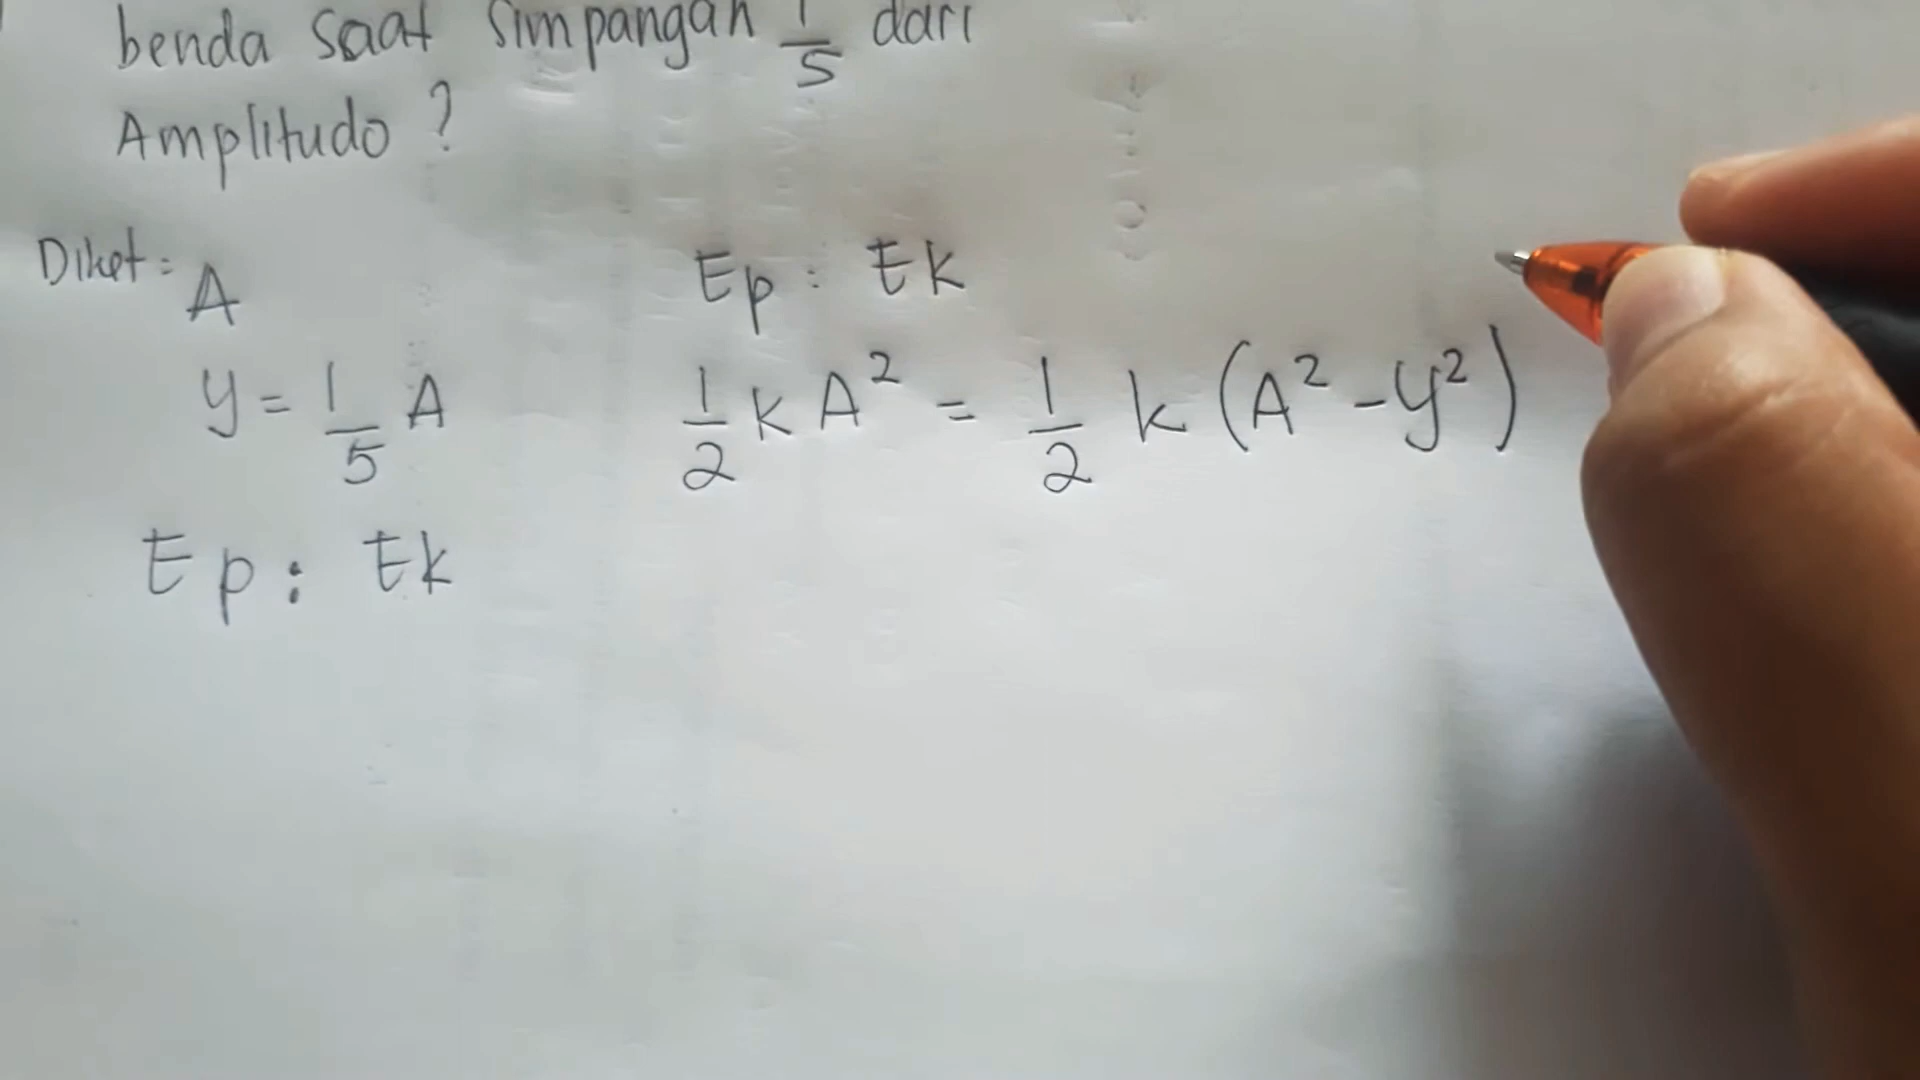 benda saat simpangan 1/5 dari
Amplitudo ?
Diket : A
y = 1/5 A
Ep : Ek
Ep : Ek
1/2 k A² = 1/2 k (A² - y²)